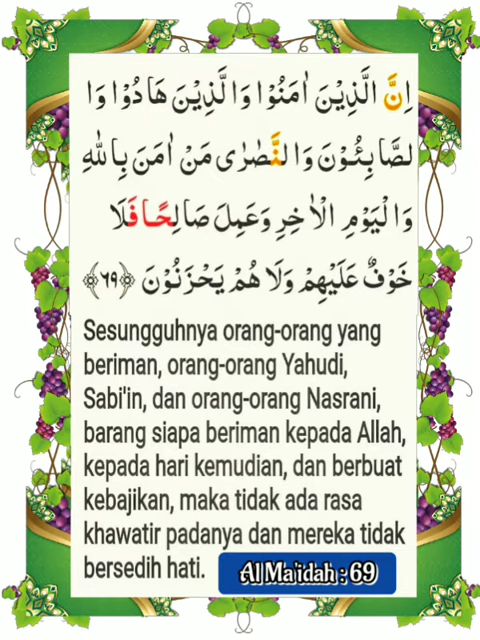 اِنَّ الَّذِيْنَ اٰمَنُوْا وَالَّذِيْنَ هَادُوْا وَا
لصَّابِـُٔوْنَ وَالنَّصٰرٰى مَنْ اٰمَنَ بِاللّٰهِ
وَالْيَوْمِ الْاٰخِرِ وَعَمِلَ صَالِحًا فَلَا
خَوْفٌ عَلَيْهِمْ وَلَا هُمْ يَحْزَنُوْنَ ﴿٦٩﴾
Sesungguhnya orang-orang yang
beriman, orang-orang Yahudi,
Sabi'in, dan orang-orang Nasrani,
barang siapa beriman kepada Allah,
kepada hari kemudian, dan berbuat
kebajikan, maka tidak ada rasa
khawatir padanya dan mereka tidak
bersedih hati. Al Ma'idah : 69